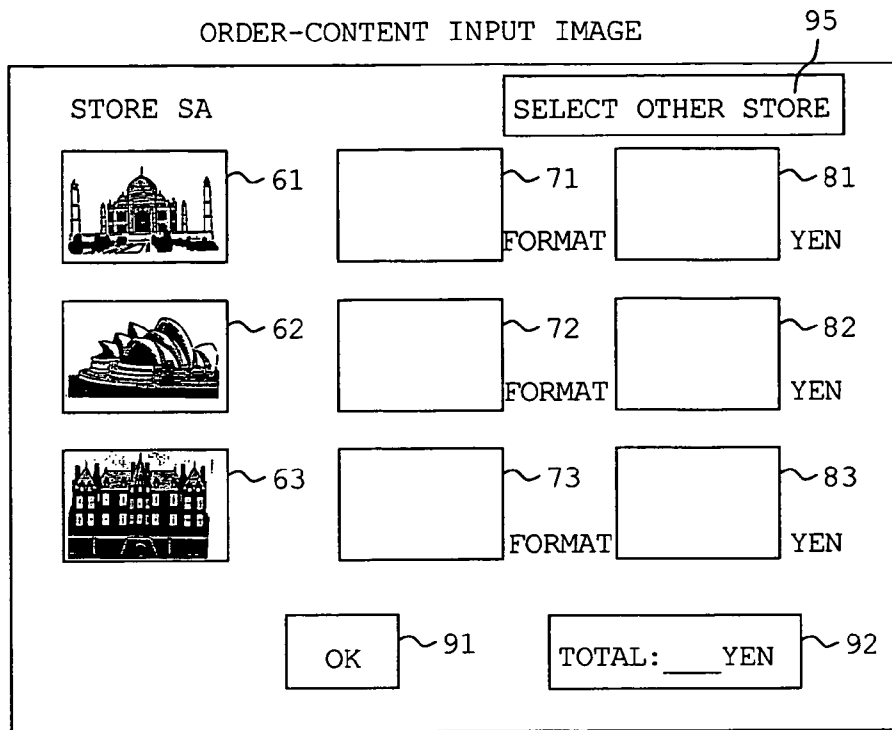 ORDER-CONTENT INPUT IMAGE
95
STORE SA
SELECT OTHER STORE
61
71
81
FORMAT
YEN
62
72
82
FORMAT
YEN
63
73
83
FORMAT
YEN
OK
91
TOTAL:___YEN
92